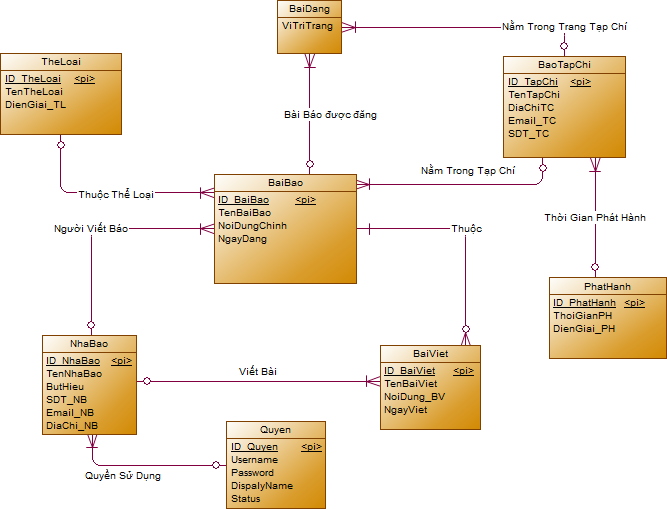 BaiDang
ViTriTrang
Nằm Trong Trang Tạp Chí
TheLoai
ID_TheLoai <pi>
TenTheLoai
DienGiai_TL
BaoTapChi
ID_TapChi <pi>
TenTapChi
DiaChiTC
Email_TC
SDT_TC
Bài Báo được đăng
Nằm Trong Tạp Chí
Thuộc Thể Loại
BaiBao
ID_BaiBao <pi>
TenBaiBao
NoiDungChinh
NgayDang
Thời Gian Phát Hành
Người Viết Báo
Thuộc
PhatHanh
ID_PhatHanh <pi>
ThoiGianPH
DienGiai_PH
NhaBao
ID_NhaBao <pi>
TenNhaBao
ButHieu
SDT_NB
Email_NB
DiaChi_NB
Viết Bài
BaiViet
ID_BaiViet <pi>
TenBaiViet
NoiDung_BV
NgayViet
Quyen
ID_Quyen <pi>
Username
Password
DispalyName
Status
Quyền Sử Dụng